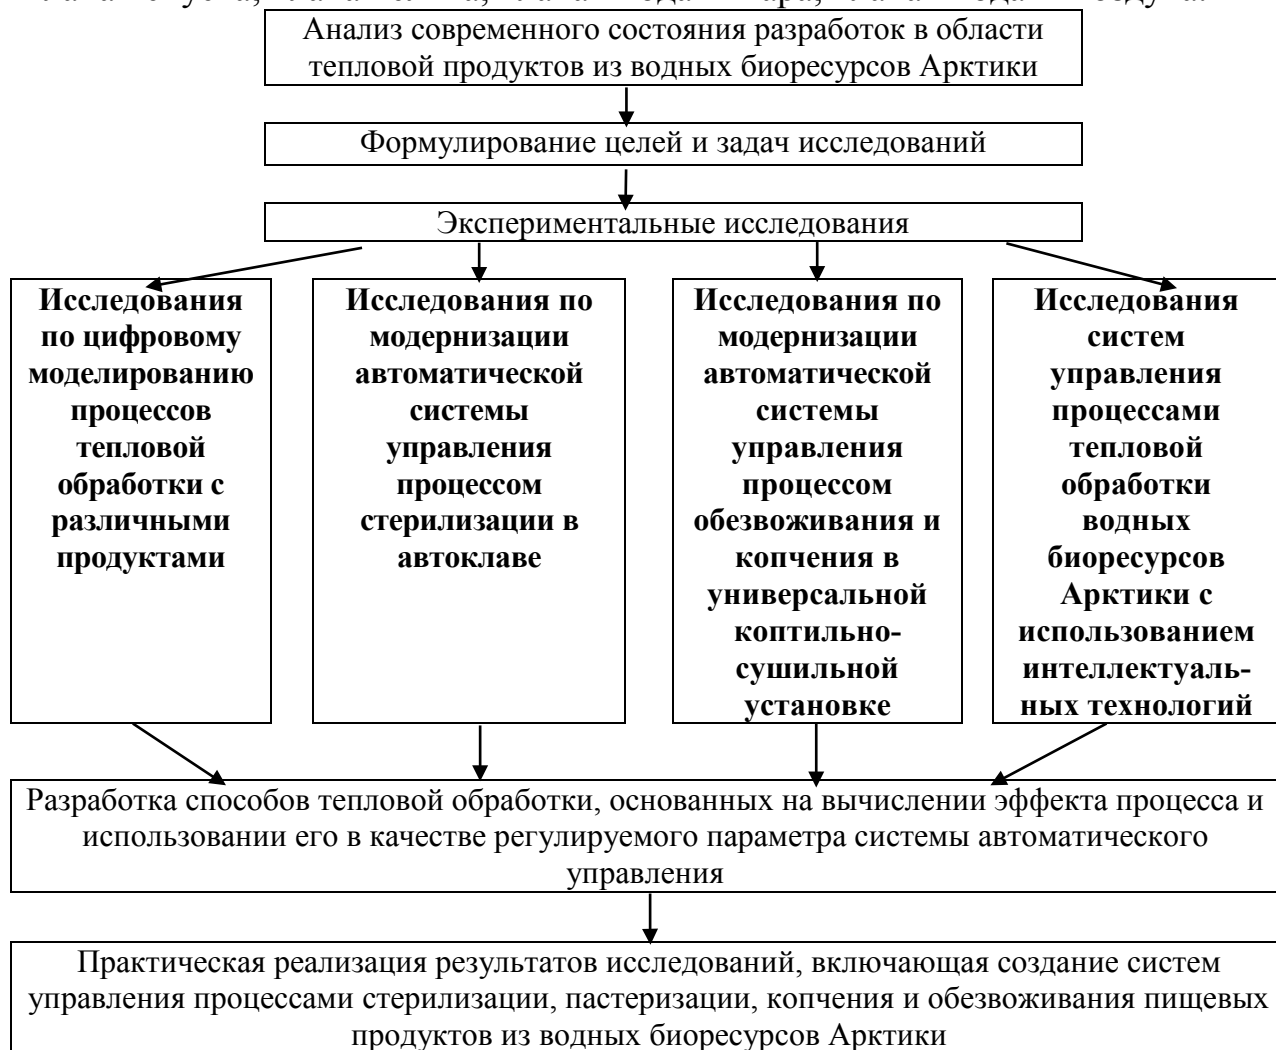 Анализ современного состояния разработок в области
тепловой продуктов из водных биоресурсов Арктики
Формулирование целей и задач исследований
Экспериментальные исследования
Исследования
по цифровому
моделированию
процессов
тепловой
обработки с
различными
продуктами
Исследования по
модернизации
автоматической
системы
управления
процессом
стерилизации в
автоклаве
Исследования по
модернизации
автоматической
системы
управления
процессом
обезвоживания и
копчения в
универсальной
коптильно-
сушильной
установке
Исследования
систем
управления
процессами
тепловой
обработки
водных
биоресурсов
Арктики с
использованием
интеллектуаль-
ных технологий
Разработка способов тепловой обработки, основанных на вычислении эффекта процесса и
использовании его в качестве регулируемого параметра системы автоматического
управления
Практическая реализация результатов исследований, включающая создание систем
управления процессами стерилизации, пастеризации, копчения и обезвоживания пищевых
продуктов из водных биоресурсов Арктики